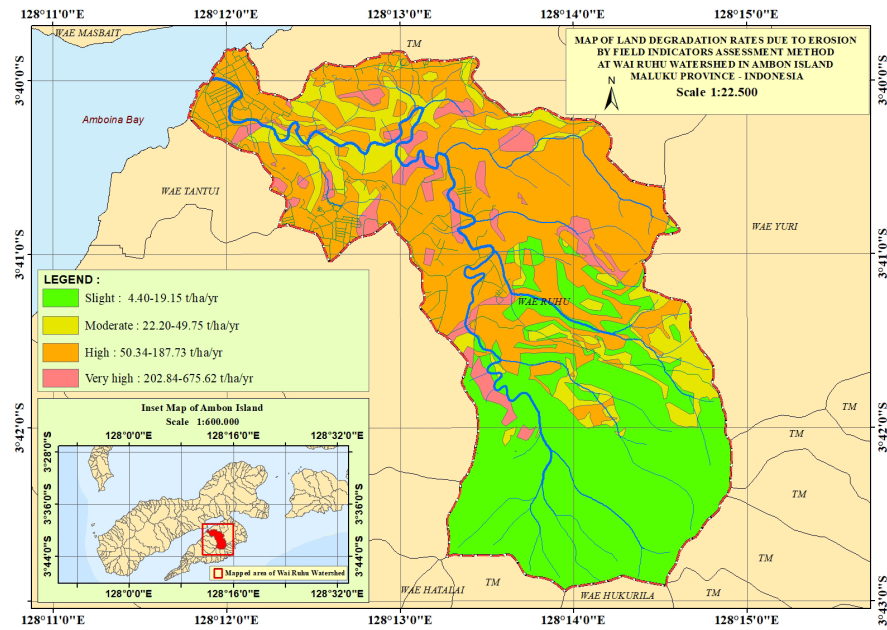 128°11'0"E 128°12'0"E 128°13'0"E 128°14'0"E 128°15'0"E
WAE MASBAIT
TM
MAP OF LAND DEGRADATION RATES DUE TO EROSION
BY FIELD INDICATORS ASSESSMENT METHOD
AT WAI RUHU WATERSHED IN AMBON ISLAND
MALUKU PROVINCE - INDONESIA
Scale 1:22.500
N
3°40'0"S
3°40'0"S
Amboina Bay
WAE TANTUI
WAE YURI
3°41'0"S
3°41'0"S
WAE RUHU
LEGEND :
Slight : 4.40-19.15 t/ha/yr
Moderate : 22.20-49.75 t/ha/yr
High : 50.34-187.73 t/ha/yr
Very high : 202.84-675.62 t/ha/yr
Inset Map of Ambon Island
Scale 1:600.000
128°0'0"E 128°16'0"E 128°32'0"E
3°28'0"S
3°36'0"S
3°44'0"S
Mapped area of Wai Ruhu Watershed
128°0'0"E 128°16'0"E 128°32'0"E
3°42'0"S
3°42'0"S
TM
TM
TM
TM
TM
TM
WAE HATALAI
WAE HUKURILA
3°43'0"S
3°43'0"S
128°11'0"E 128°12'0"E 128°13'0"E 128°14'0"E 128°15'0"E